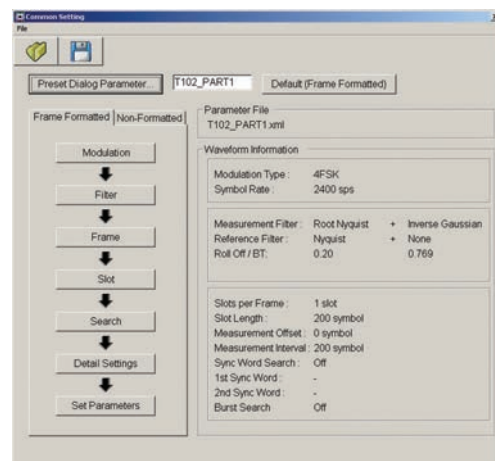 Common Setting
File
Preset Dialog Parameter...
T102_PART1
Default (Frame Formatted)
Frame Formatted
Non-Formatted
Modulation
Filter
Frame
Slot
Search
Detail Settings
Set Parameters
Parameter File
T102_PART1.xml
Waveform Information
Modulation Type : 4FSK
Symbol Rate : 2400 sps
Measurement Filter : Root Nyquist + Inverse Gaussian
Reference Filter : Nyquist + None
Roll Off / BT: 0.20 0.769
Slots per Frame : 1 slot
Slot Length : 200 symbol
Measurement Offset : 0 symbol
Measurement Interval : 200 symbol
Sync Word Search : Off
1st Sync Word : -
2nd Sync Word : -
Burst Search Off